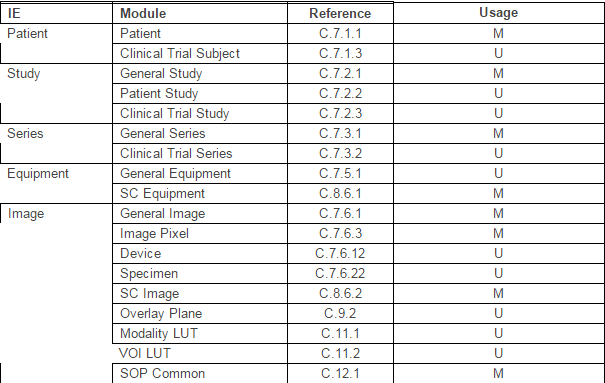 IE Module Reference Usage
Patient Patient C.7.1.1 M
Clinical Trial Subject C.7.1.3 U
Study General Study C.7.2.1 M
Patient Study C.7.2.2 U
Clinical Trial Study C.7.2.3 U
Series General Series C.7.3.1 M
Clinical Trial Series C.7.3.2 U
Equipment General Equipment C.7.5.1 U
SC Equipment C.8.6.1 M
Image General Image C.7.6.1 M
Image Pixel C.7.6.3 M
Device C.7.6.12 U
Specimen C.7.6.22 U
SC Image C.8.6.2 M
Overlay Plane C.9.2 U
Modality LUT C.11.1 U
VOI LUT C.11.2 U
SOP Common C.12.1 M